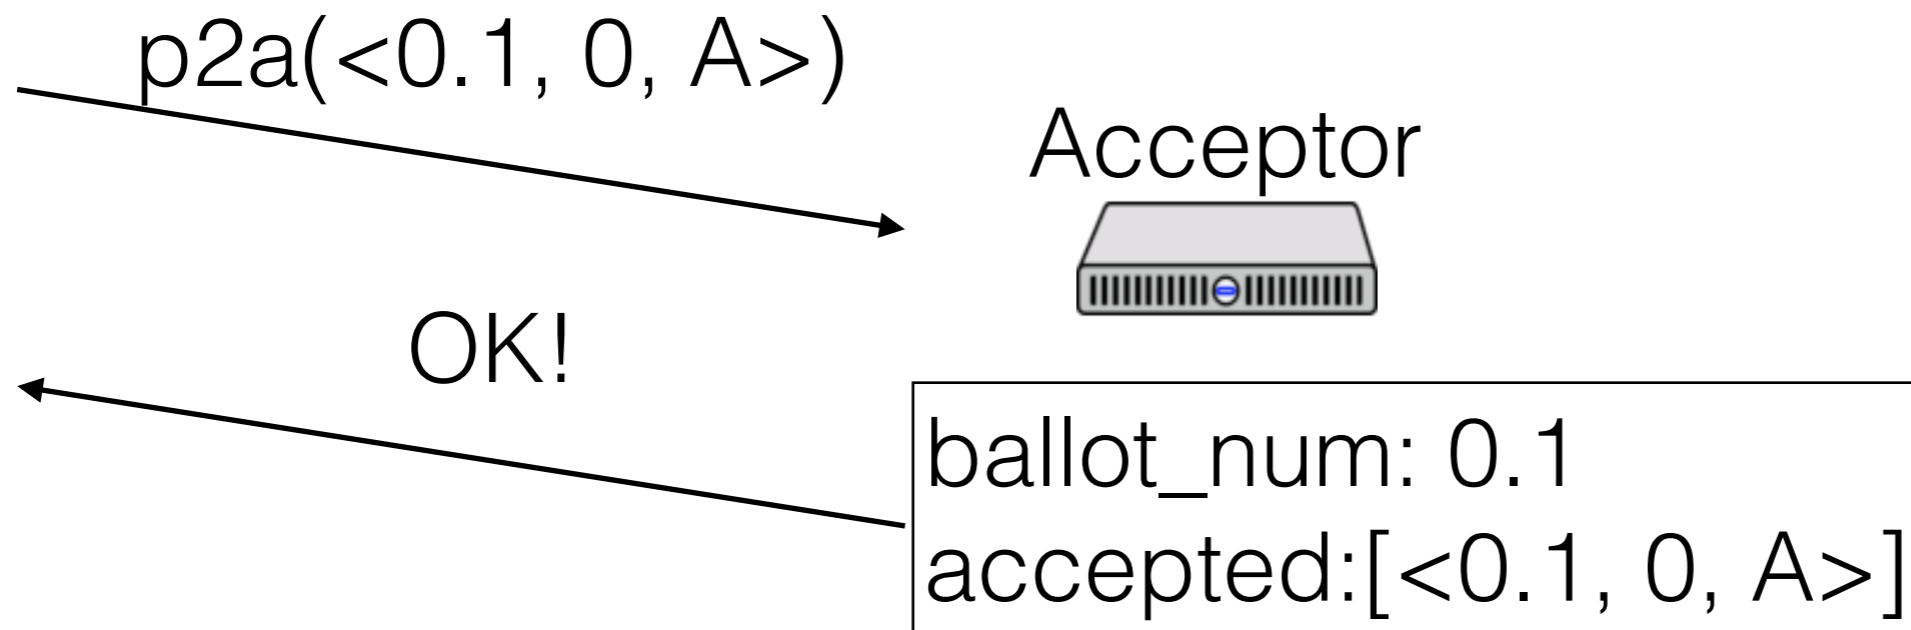 p2a(<0.1, 0, A>)
Acceptor
OK!
ballot_num: 0.1
accepted:[<0.1, 0, A>]